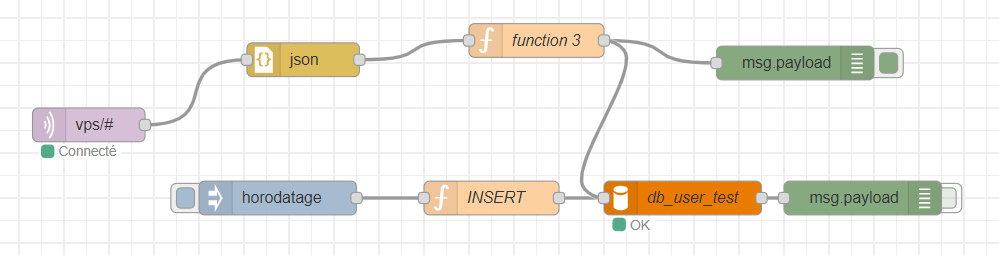 function 3
json
msg.payload
vps/#
Connecté
horodatage
INSERT
db_user_test
msg.payload
OK